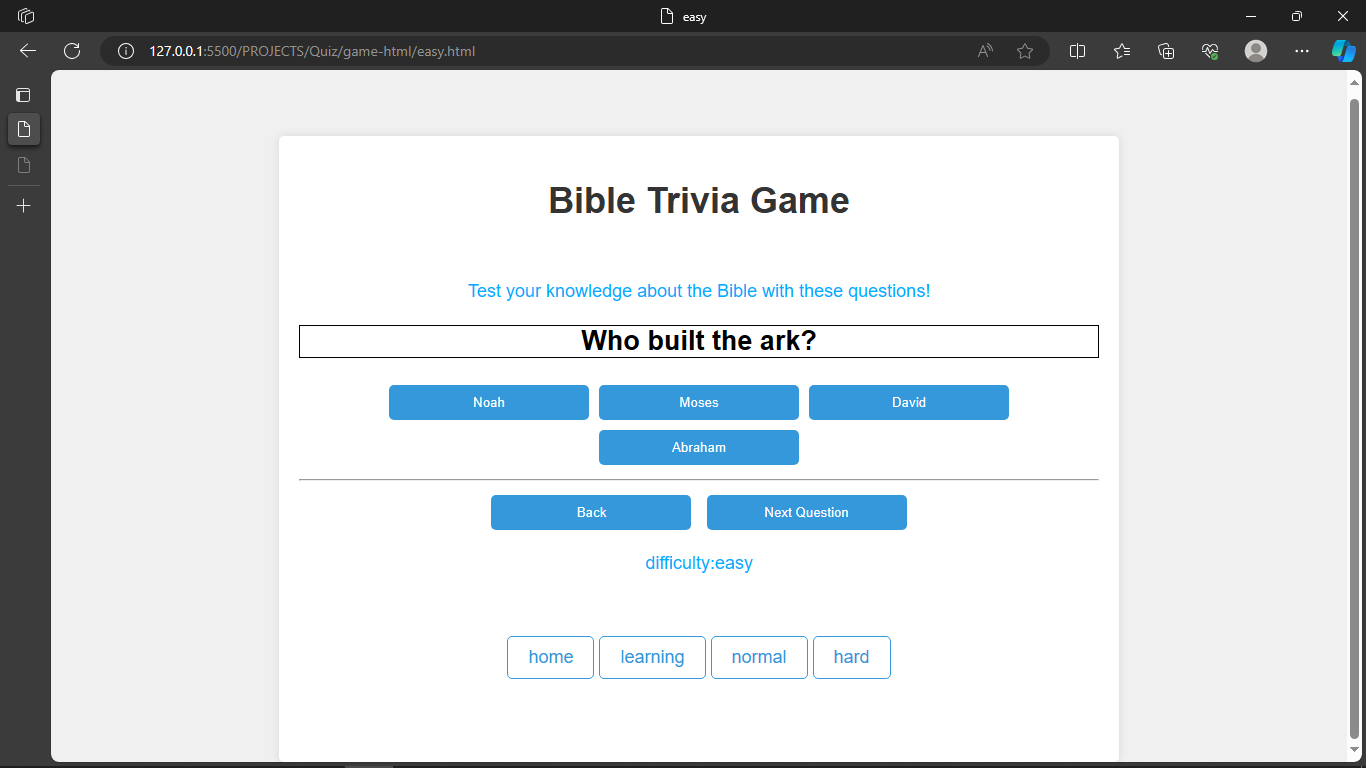 easy
127.0.0.1:5500/PROJECTS/Quiz/game-html/easy.html
Bible Trivia Game
Test your knowledge about the Bible with these questions!
Who built the ark?
Noah Moses David
Abraham
Back Next Question
difficulty:easy
home learning normal hard